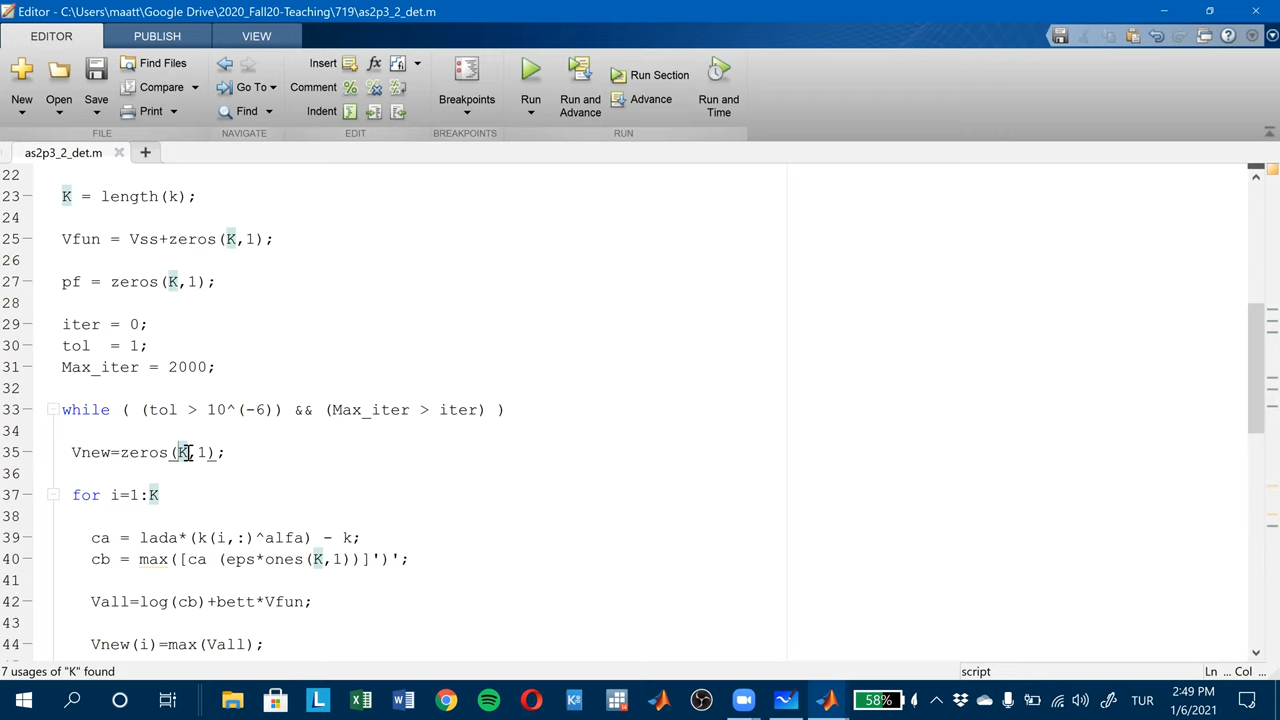 Editor - C:\Users\maatt\Google Drive\2020_Fall20-Teaching\719\as2p3_2_det.m
EDITOR PUBLISH VIEW
New Open Save
Find Files
Compare
Print
FILE
Go To
Find
NAVIGATE
Insert fx
Comment
Indent
EDIT
Breakpoints
BREAKPOINTS
Run
Run and Advance
Run Section
Advance
Run and Time
RUN
as2p3_2_det.m
22
23 K = length(k);
24
25 Vfun = Vss+zeros(K,1);
26
27 pf = zeros(K,1);
28
29 iter = 0;
30 tol  = 1;
31 Max_iter = 2000;
32
33 while ( (tol > 10^(-6)) && (Max_iter > iter) )
34
35 Vnew=zeros(K,1);
36
37 for i=1:K
38
39 ca = lada*(k(i,:)^alfa) - k;
40 cb = max([ca (eps*ones(K,1))]')';
41
42 Vall=log(cb)+bett*Vfun;
43
44 Vnew(i)=max(Vall);
7 usages of "K" found
script
Ln ... Col ...
58%
TUR
2:49 PM
1/6/2021